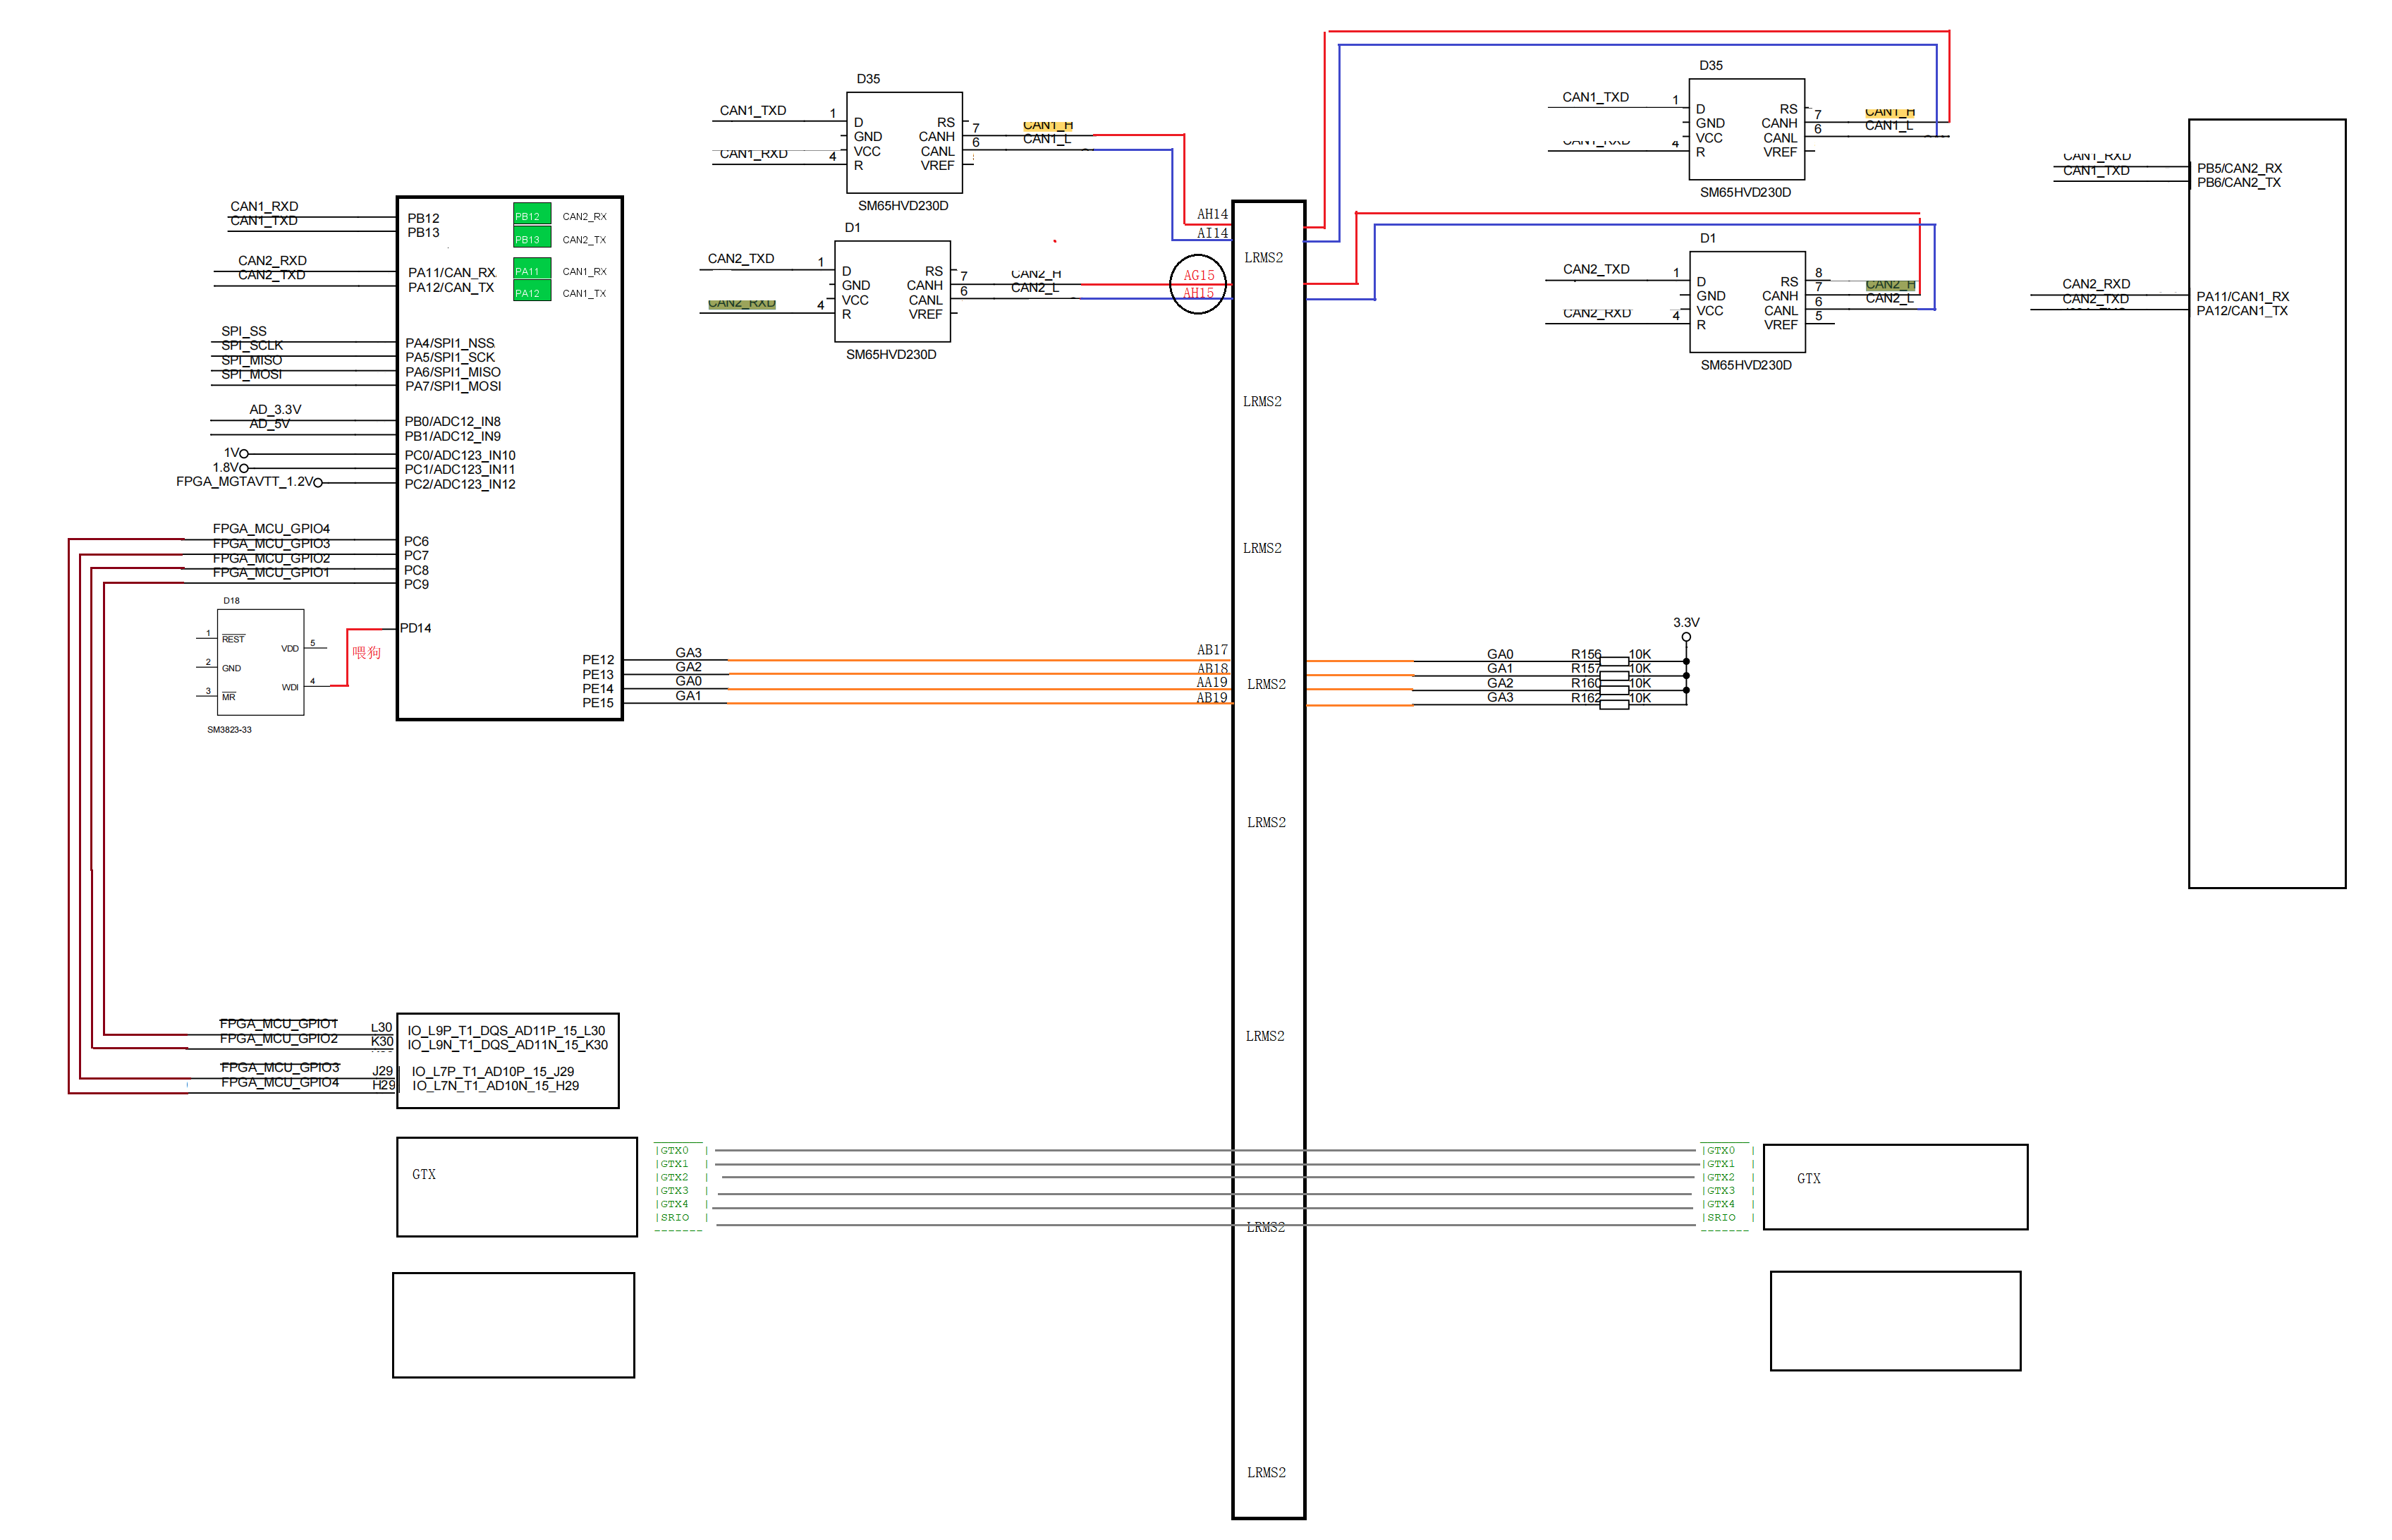 D35
CAN1_TXD
1
D
GND
VCC
R
CAN1_RXD
4
RS
CANH
CANL
VREF
7
6
CAN1_H
CAN1_L
SM65HVD230D
D1
CAN2_TXD
1
D
GND
VCC
R
CAN2_RXD
4
RS
CANH
CANL
VREF
7
6
CAN2_H
CAN2_L
SM65HVD230D
CAN1_RXD
CAN1_TXD
PB12
PB13
PB12 CAN2_RX
PB13 CAN2_TX
CAN2_RXD
CAN2_TXD
PA11/CAN_RX
PA12/CAN_TX
PA11 CAN1_RX
PA12 CAN1_TX
SPI_SS
SPI_SCLK
SPI_MISO
SPI_MOSI
PA4/SPI1_NSS
PA5/SPI1_SCK
PA6/SPI1_MISO
PA7/SPI1_MOSI
AD_3.3V
AD_5V
PB0/ADC12_IN8
PB1/ADC12_IN9
1V
1.8V
FPGA_MGTAVTT_1.2V
PC0/ADC123_IN10
PC1/ADC123_IN11
PC2/ADC123_IN12
FPGA_MCU_GPIO4
FPGA_MCU_GPIO3
FPGA_MCU_GPIO2
FPGA_MCU_GPIO1
PC6
PC7
PC8
PC9
D18
1
REST
2
GND
3
MR
VDD
5
WDI
4
SM3823-33
喂狗
PD14
PE12
PE13
PE14
PE15
GA3
GA2
GA0
GA1
AH14
AI14
AG15
AH15
AB17
AB18
AA19
AB19
LRMS2
LRMS2
LRMS2
LRMS2
LRMS2
LRMS2
LRMS2
LRMS2
D35
CAN1_TXD
1
D
GND
VCC
R
CAN1_RXD
4
RS
CANH
CANL
VREF
7
6
CAN1_H
CAN1_L
SM65HVD230D
D1
CAN2_TXD
1
D
GND
VCC
R
CAN2_RXD
4
RS
CANH
CANL
VREF
8
7
6
5
CAN2_H
CAN2_L
SM65HVD230D
CAN1_RXD
CAN1_TXD
PB5/CAN2_RX
PB6/CAN2_TX
CAN2_RXD
CAN2_TXD
PA11/CAN1_RX
PA12/CAN1_TX
3.3V
GA0 R156 10K
GA1 R157 10K
GA2 R160 10K
GA3 R162 10K
FPGA_MCU_GPIO1 L30 IO_L9P_T1_DQS_AD11P_15_L30
FPGA_MCU_GPIO2 K30 IO_L9N_T1_DQS_AD11N_15_K30
FPGA_MCU_GPIO3 J29 IO_L7P_T1_AD10P_15_J29
FPGA_MCU_GPIO4 H29 IO_L7N_T1_AD10N_15_H29
GTX
|GTX0 |
|GTX1 |
|GTX2 |
|GTX3 |
|GTX4 |
|SRIO |
|GTX0 |
|GTX1 |
|GTX2 |
|GTX3 |
|GTX4 |
|SRIO |
GTX